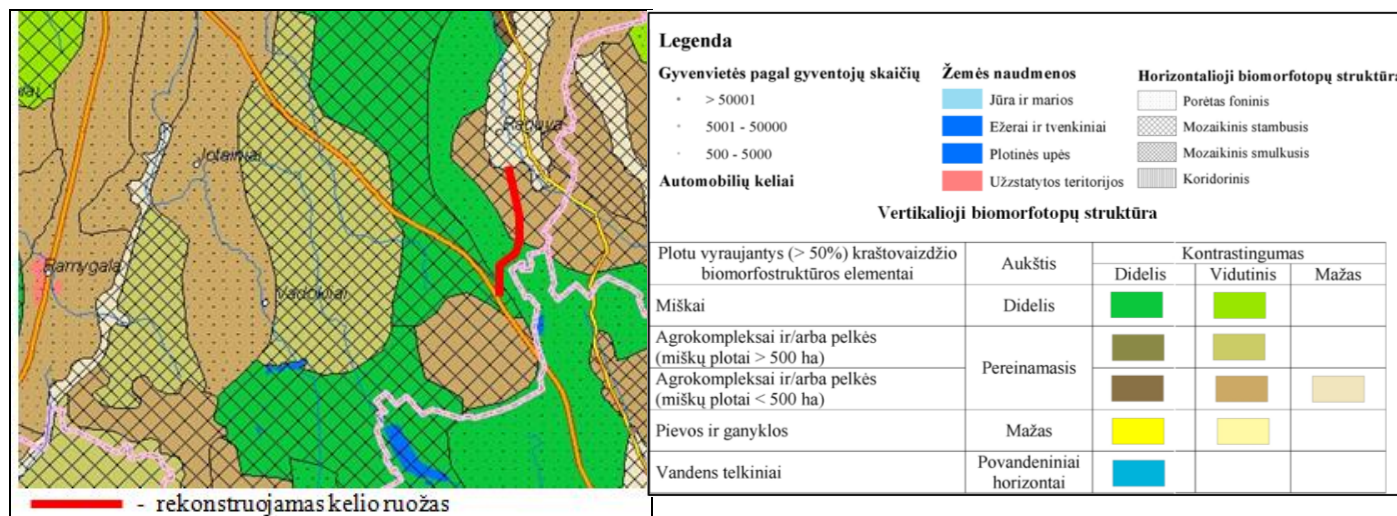 Raguva
Jotainiai
Ramygala
Vadokliai
- rekonstruojamas kelio ruožas
Legenda
Gyvenvietės pagal gyventojų skaičių
> 50001
5001 - 50000
500 - 5000
Automobilių keliai
Žemės naudmenos
Jūra ir marios
Ežerai ir tvenkiniai
Plotinės upės
Užzstatytos teritorijos
Horizontalioji biomorfotopų struktūra
Porėtas foninis
Mozaikinis stambusis
Mozaikinis smulkusis
Koridorinis
Vertikalioji biomorfotopų struktūra
Plotu vyraujantys (> 50%) kraštovaizdžio
biomorfostruktūros elementai
Aukštis
Kontrastingumas
Didelis Vidutinis Mažas
Miškai Didelis
Agrokompleksai ir/arba pelkės
(miškų plotai > 500 ha)
Pereinamasis
Agrokompleksai ir/arba pelkės
(miškų plotai < 500 ha)
Pievos ir ganyklos Mažas
Vandens telkiniai
Povandeniniai
horizontai